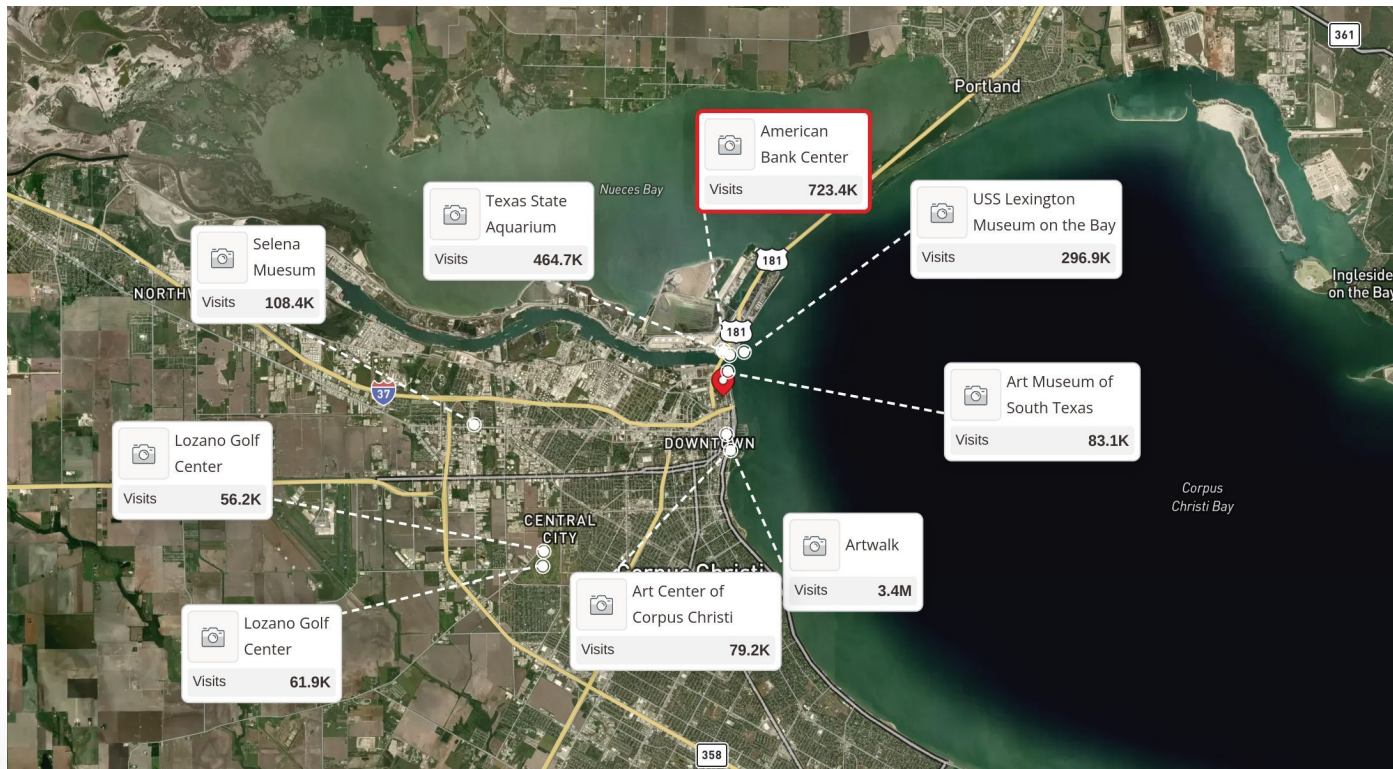 361
Portland
American
Bank Center
Visits 723.4K
Nueces Bay
Texas State
Aquarium
Visits 464.7K
USS Lexington
Museum on the Bay
Visits 296.9K
Selena
Muesum
Visits 108.4K
181
Ingleside
on the Bay
NORTHW
181
37
Art Museum of
South Texas
Visits 83.1K
Lozano Golf
Center
Visits 56.2K
DOWNTOWN
Corpus
Christi Bay
CENTRAL
CITY
Artwalk
Visits 3.4M
Corpus Christi
Art Center of
Corpus Christi
Visits 79.2K
Lozano Golf
Center
Visits 61.9K
358